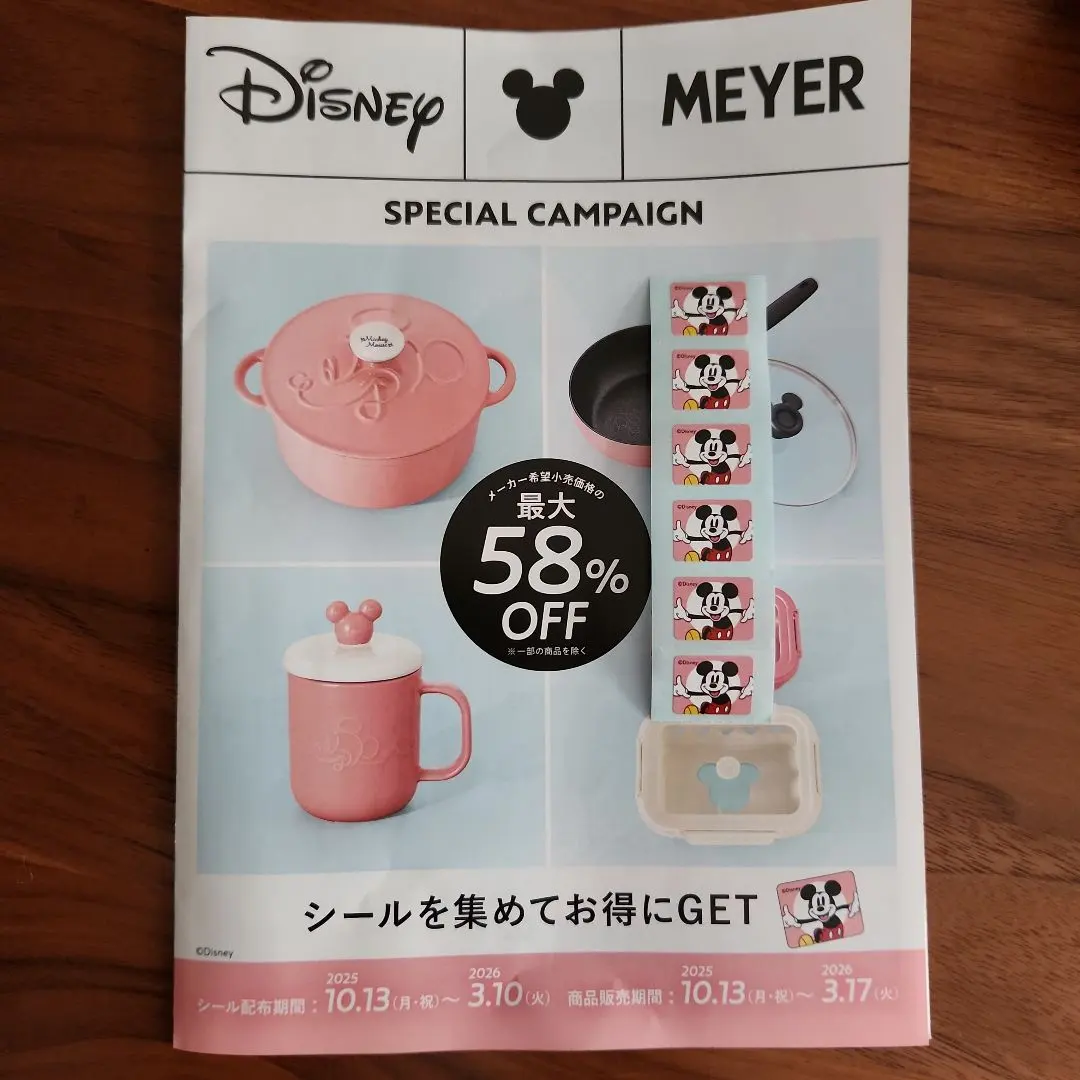 Disney
MEYER
SPECIAL CAMPAIGN
Mickey
Mouse
メーカー希望小売価格の
最大
58%
OFF
※一部の商品を除く
©Disney
©Disney
©Disney
©Disney
©Disney
©Disney
シールを集めてお得にGET
©Disney
©Disney
シール配布期間：2025 10.13(月・祝)〜2026 3.10(火) 商品販売期間：2025 10.13(月・祝)〜2026 3.17(火)